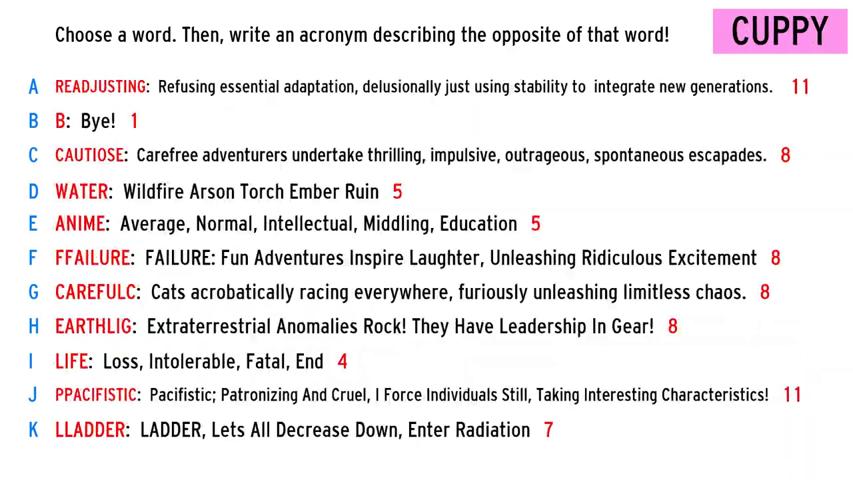 Choose a word. Then, write an acronym describing the opposite of that word!
CUPPY
A READJUSTING: Refusing essential adaptation, delusionally just using stability to integrate new generations. 11
B B: Bye! 1
C CAUTIOSE: Carefree adventurers undertake thrilling, impulsive, outrageous, spontaneous escapades. 8
D WATER: Wildfire Arson Torch Ember Ruin 5
E ANIME: Average, Normal, Intellectual, Middling, Education 5
F FFAILURE: FAILURE: Fun Adventures Inspire Laughter, Unleashing Ridiculous Excitement 8
G CAREFULC: Cats acrobatically racing everywhere, furiously unleashing limitless chaos. 8
H EARTHLIG: Extraterrestrial Anomalies Rock! They Have Leadership In Gear! 8
I LIFE: Loss, Intolerable, Fatal, End 4
J PPACIFISTIC: Pacifistic; Patronizing And Cruel, I Force Individuals Still, Taking Interesting Characteristics! 11
K LLADDER: LADDER, Lets All Decrease Down, Enter Radiation 7